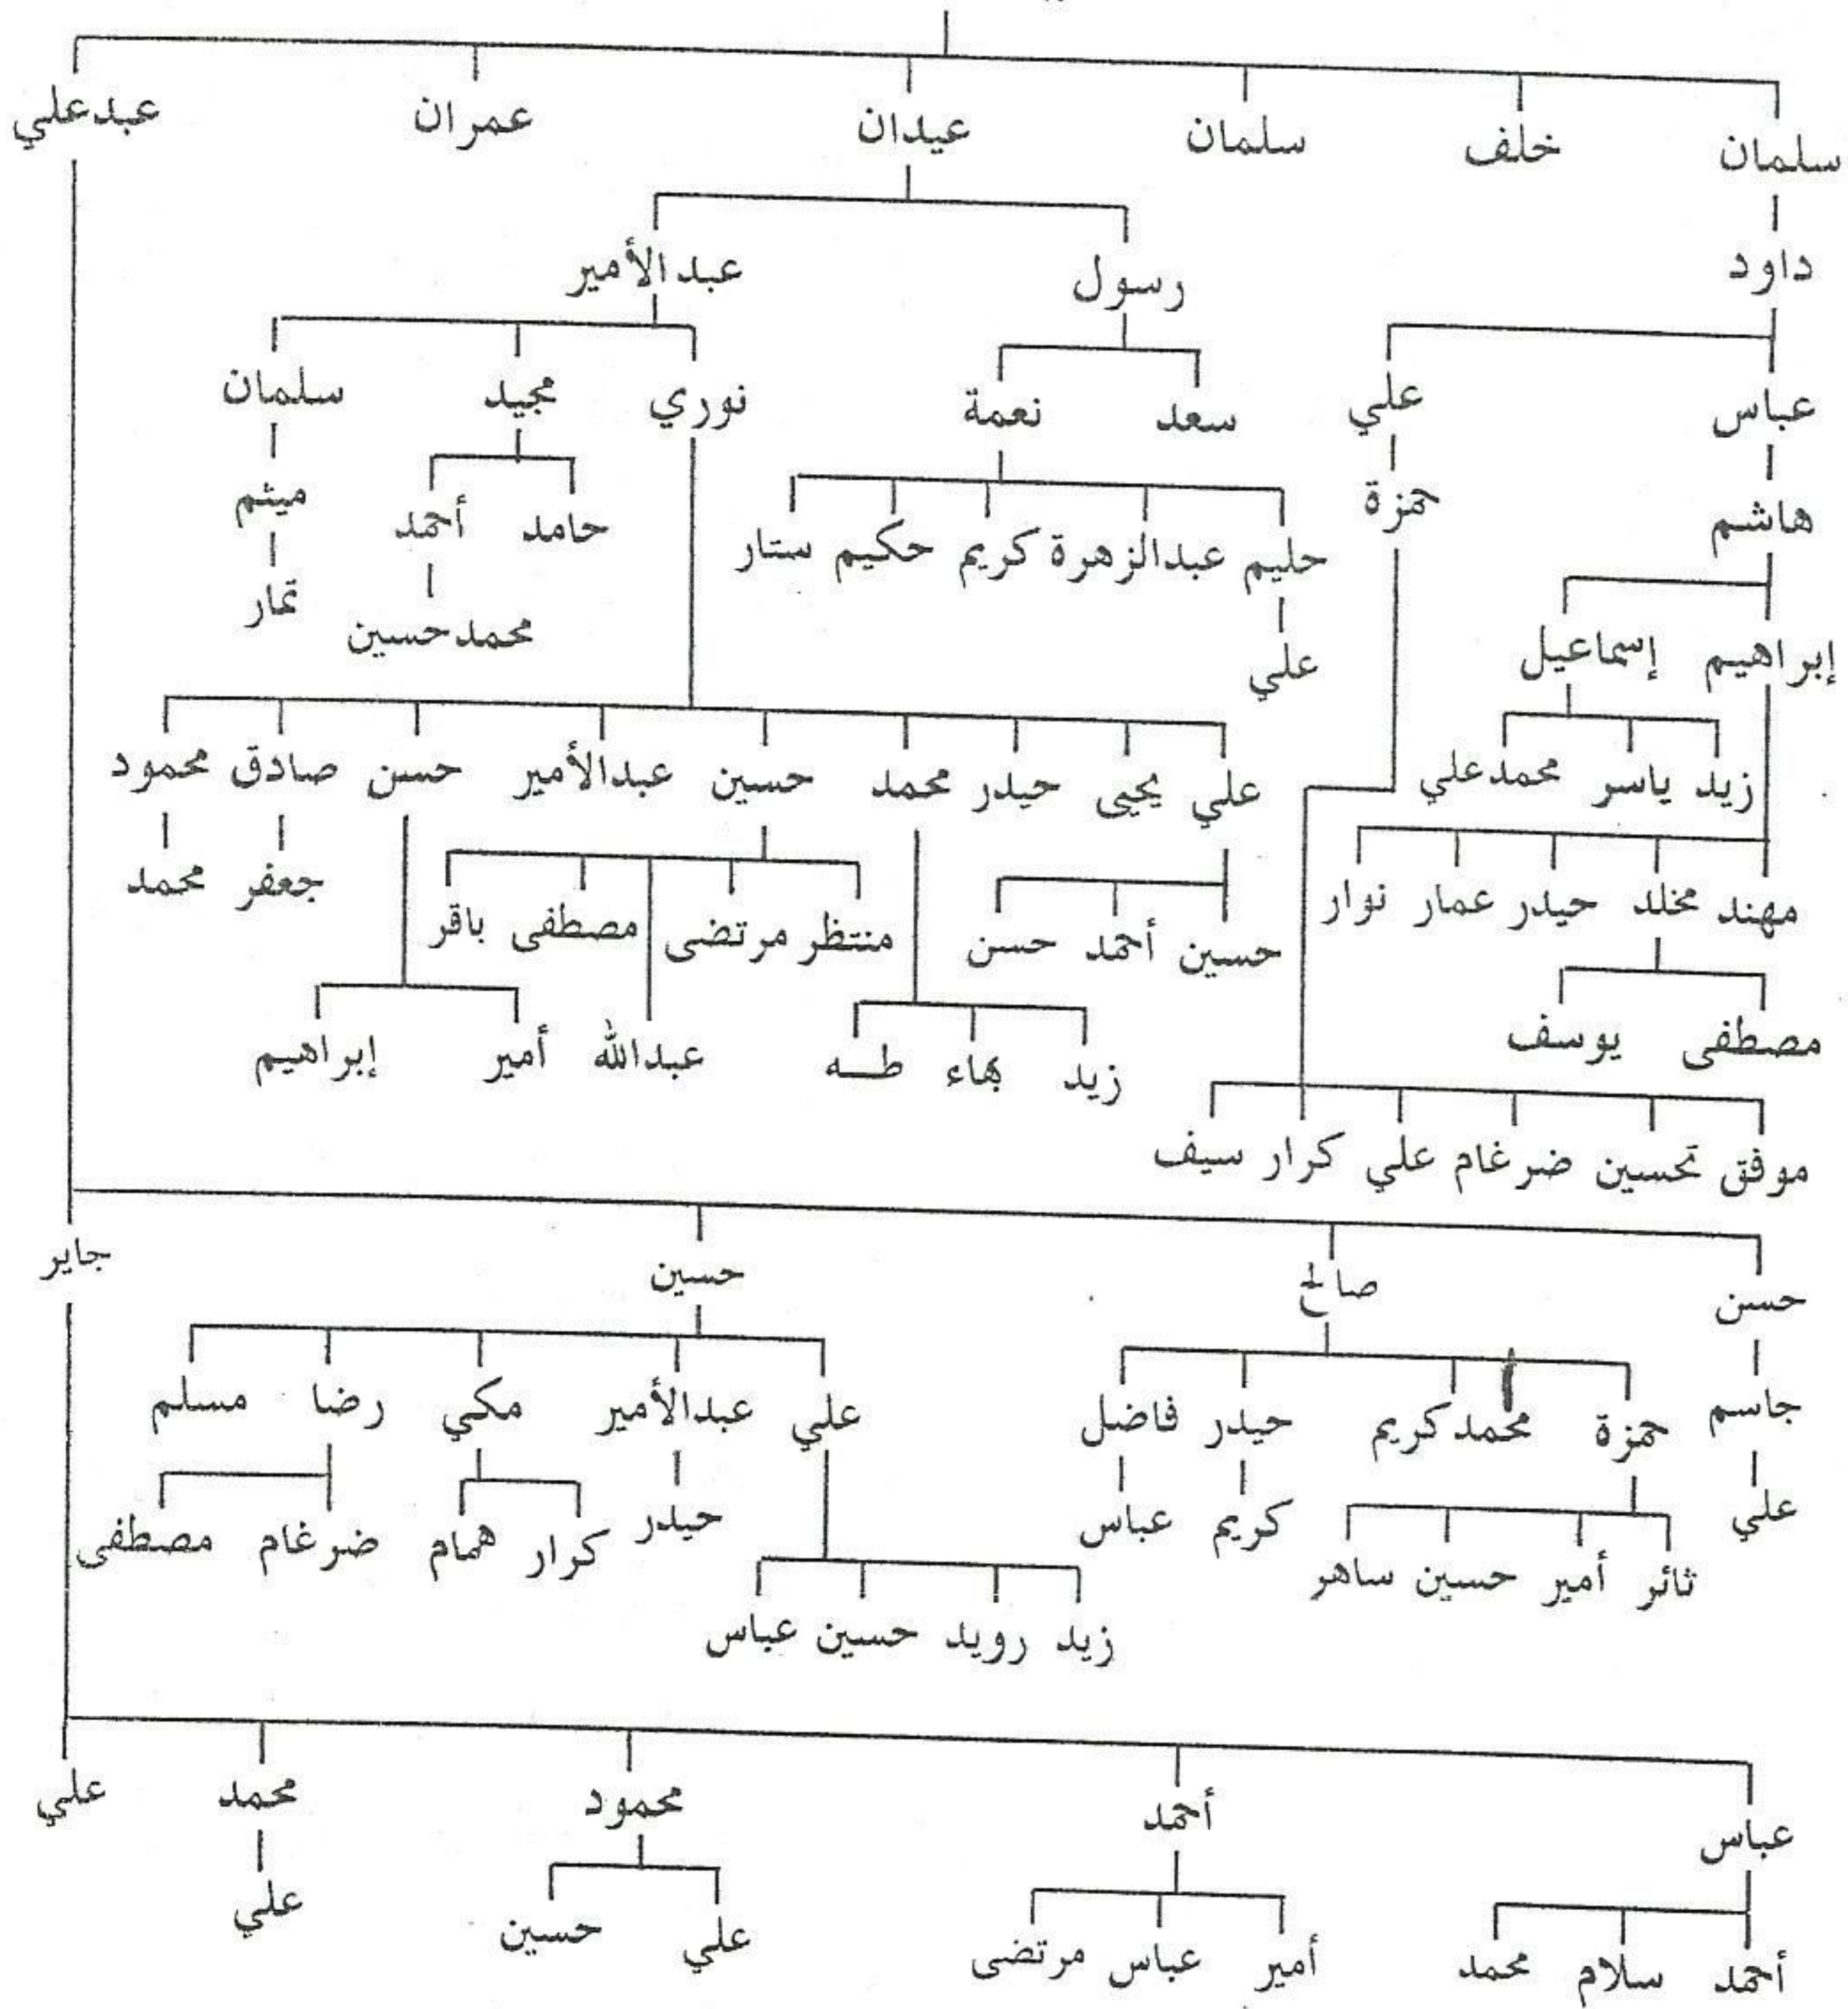 سلمان خلف سلمان عيدان عمران عبدعلي
داود
رسول عبدالأمير
عباس علي
سعد نعمة
نوري مجيد سلمان
هاشم حمزة
حليم عبدالزهرة كريم حكيم ستار
حامد أحمد ميثم
علي
محمدحسين تمار
إبراهيم إسماعيل
زيد ياسر محمدعلي
علي يحيى حيدر محمد حسين عبدالأمير حسن صادق محمود
مهند مخلد حيدر عمار نوار
حسين أحمد حسن
منتظر مرتضى مصطفى باقر
جعفر محمد
مصطفى يوسف
زيد بهاء طـه
عبدالله
أمير إبراهيم
موفق تحسين ضرغام علي كرار سيف
حسن صالح حسين جابر
جاسم
حمزة محمد كريم حيدر فاضل
علي عبدالأمير مكي رضا مسلم
علي
ثائر أمير حسين ساهر
كريم عباس
حيدر
كرار همام
ضرغام مصطفى
زيد رويد حسين عباس
عباس أحمد محمود محمد علي
أحمد سلام محمد
أمير عباس مرتضى
علي حسين
علي